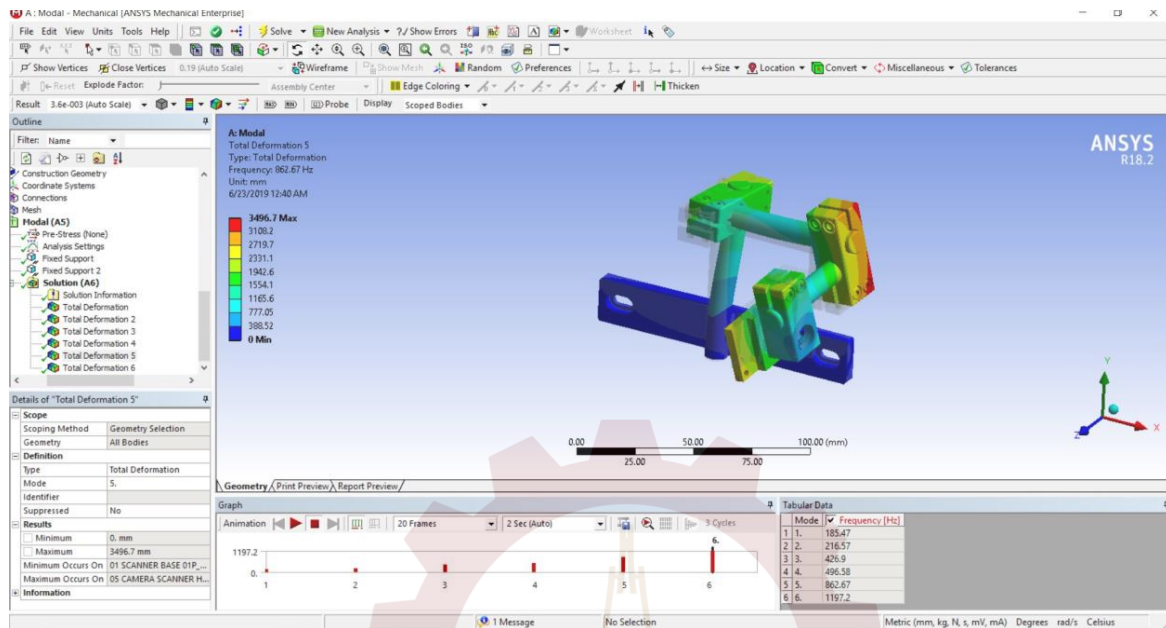 A : Modal - Mechanical [ANSYS Mechanical Enterprise]
File Edit View Units Tools Help Solve New Analysis ?/ Show Errors Worksheet
Show Vertices Close Vertices 0.19 (Auto Scale) Wireframe Show Mesh Random Preferences Size Location Convert Miscellaneous Tolerances
Reset Explode Factor: Assembly Center Edge Coloring Thicken
Result 3.6e-003 (Auto Scale) Probe Display Scoped Bodies
Outline
Filter: Name
Construction Geometry
Coordinate Systems
Connections
Mesh
Modal (A5)
Pre-Stress (None)
Analysis Settings
Fixed Support
Fixed Support 2
Solution (A6)
Solution Information
Total Deformation
Total Deformation 2
Total Deformation 3
Total Deformation 4
Total Deformation 5
Total Deformation 6
A: Modal
Total Deformation 5
Type: Total Deformation
Frequency: 862.67 Hz
Unit: mm
6/23/2019 12:40 AM
3496.7 Max
3108.2
2719.7
2331.1
1942.6
1554.1
1165.6
777.05
388.52
0 Min
ANSYS
R18.2
Y
X
Z
0.00 50.00 100.00 (mm)
25.00 75.00
Details of "Total Deformation 5"
Scope
Scoping Method Geometry Selection
Geometry All Bodies
Definition
Type Total Deformation
Mode 5.
Identifier
Suppressed No
Results
Minimum 0. mm
Maximum 3496.7 mm
Minimum Occurs On 01 SCANNER BASE 01P_...
Maximum Occurs On 05 CAMERA SCANNER H...
Information
Geometry Print Preview Report Preview
Graph
Animation 20 Frames 2 Sec (Auto) 3 Cycles
6.
1197.2
0.
1 2 3 4 5 6
Tabular Data
Mode Frequency [Hz]
1 1. 185.47
2 2. 216.57
3 3. 426.9
4 4. 496.58
5 5. 862.67
6 6. 1197.2
1 Message No Selection Metric (mm, kg, N, s, mV, mA) Degrees rad/s Celsius